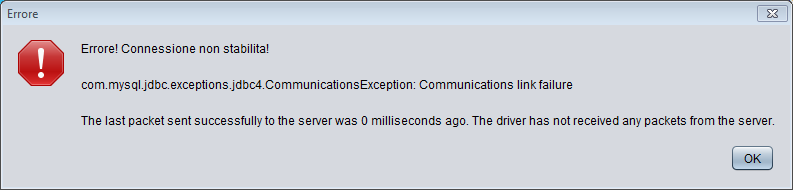 Errore
Errore! Connessione non stabilita!
com.mysql.jdbc.exceptions.jdbc4.CommunicationsException: Communications link failure
The last packet sent successfully to the server was 0 milliseconds ago. The driver has not received any packets from the server.
OK